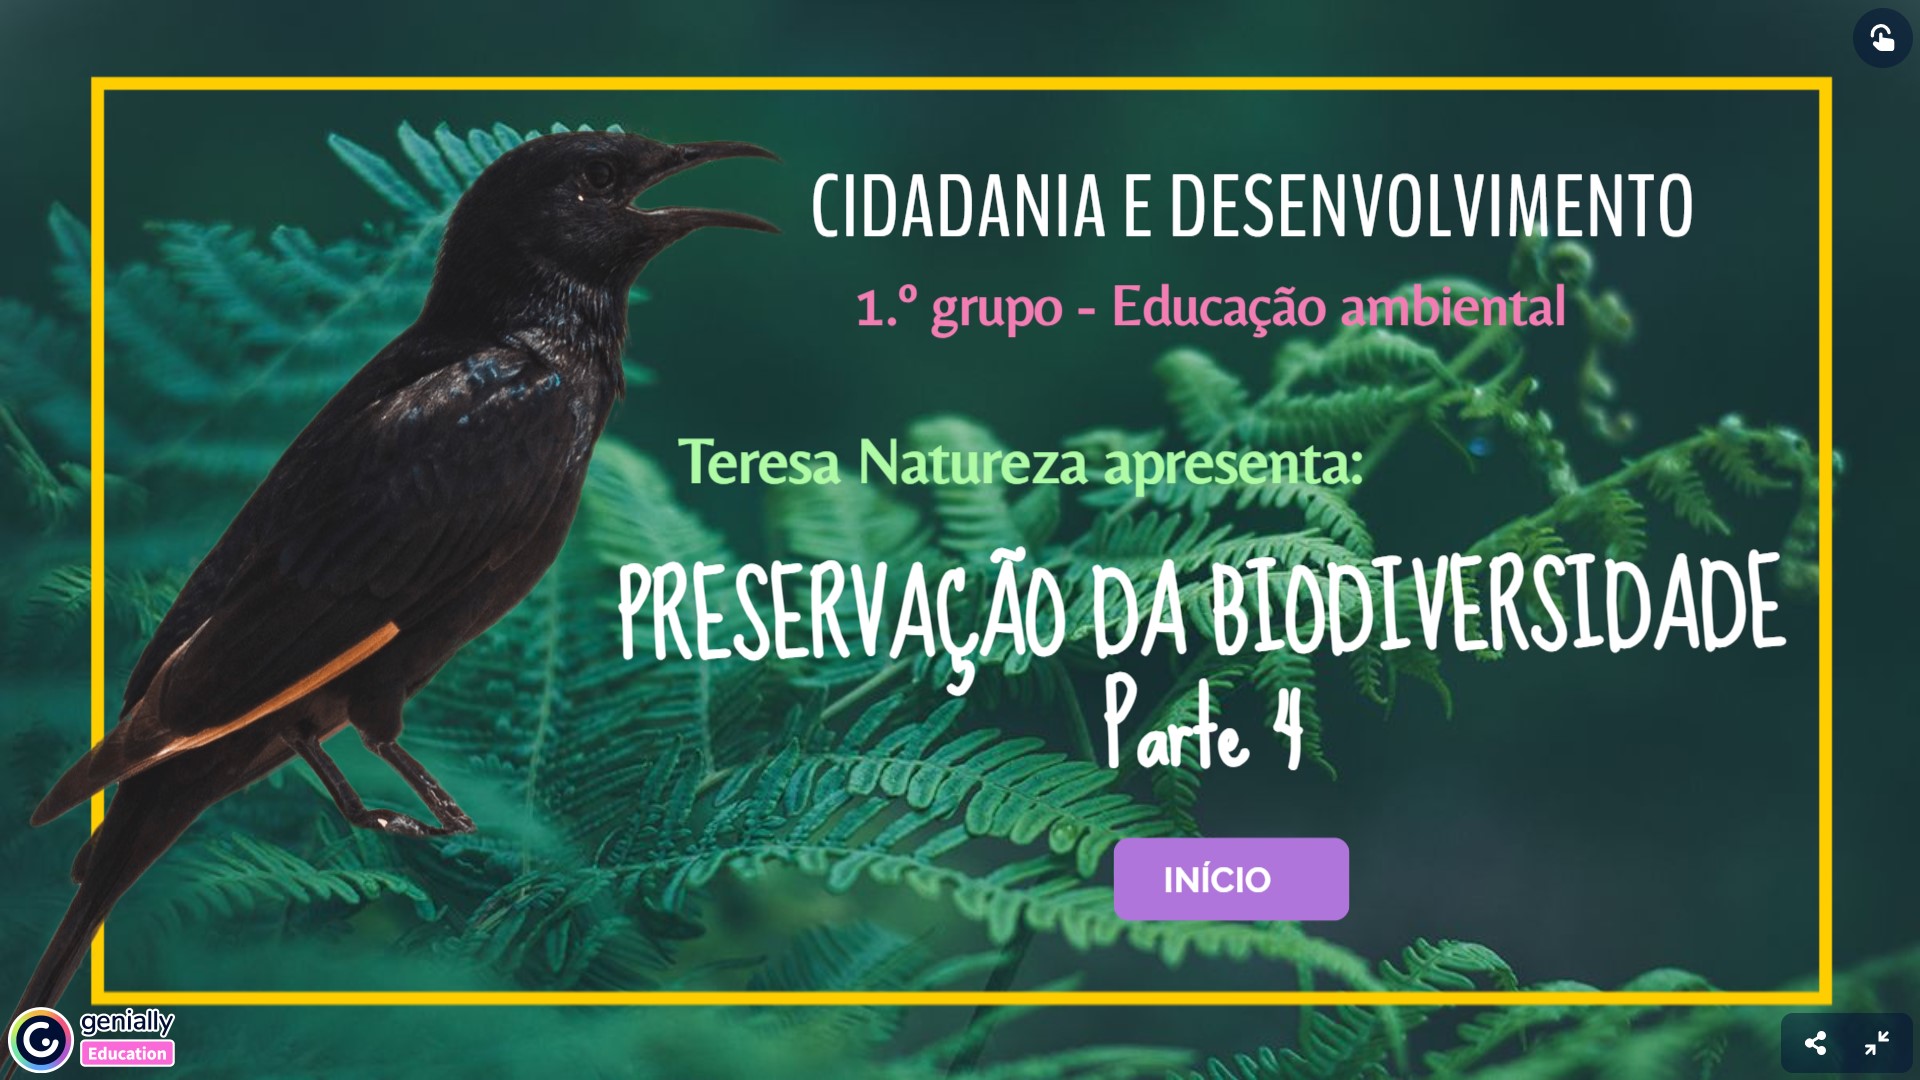 CIDADANIA E DESENVOLVIMENTO
1.º grupo - Educação ambiental
Teresa Natureza apresenta:
PRESERVAÇÃO DA BIODIVERSIDADE
Parte 4
INÍCIO
genially
Education